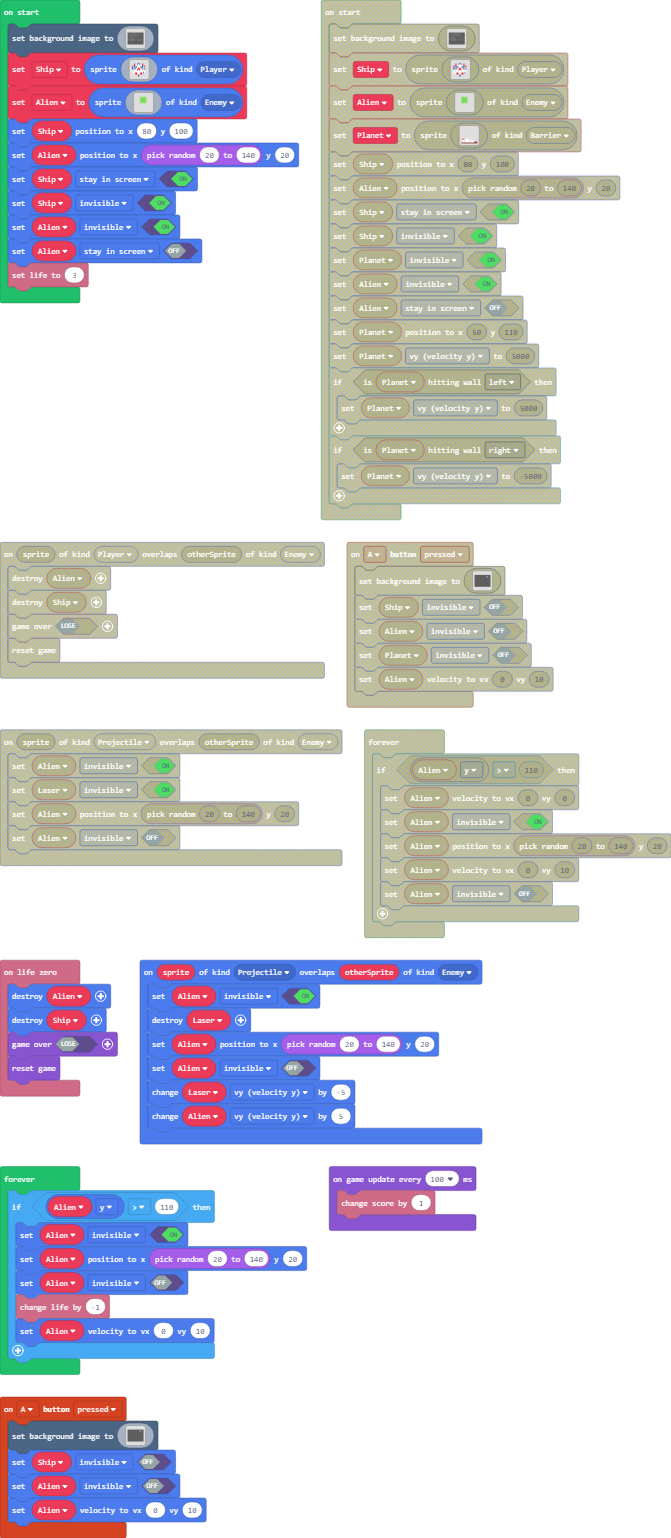 on start
set background image to
set Ship to sprite of kind Player
set Alien to sprite of kind Enemy
set Ship position to x 80 y 100
set Alien position to x pick random 20 to 140 y 20
set Ship stay in screen ON
set Ship invisible ON
set Alien invisible ON
set Alien stay in screen OFF
set life to 3
on start
set background image to
set Ship to sprite of kind Player
set Alien to sprite of kind Enemy
set Planet to sprite of kind Barrier
set Ship position to x 80 y 100
set Alien position to x pick random 20 to 140 y 20
set Ship stay in screen ON
set Ship invisible ON
set Planet invisible ON
set Alien invisible ON
set Alien stay in screen OFF
set Planet position to x 50 y 110
set Planet vy (velocity y) to 5000
if is Planet hitting wall left then
set Planet vy (velocity y) to 5000
if is Planet hitting wall right then
set Planet vy (velocity y) to -5000
on sprite of kind Player overlaps otherSprite of kind Enemy
destroy Alien
destroy Ship
game over LOSE
reset game
on A button pressed
set background image to
set Ship invisible OFF
set Alien invisible OFF
set Planet invisible OFF
set Alien velocity to vx 0 vy 10
on sprite of kind Projectile overlaps otherSprite of kind Enemy
set Alien invisible ON
set Laser invisible ON
set Alien position to x pick random 20 to 140 y 20
set Alien invisible OFF
forever
if Alien y > 110 then
set Alien velocity to vx 0 vy 0
set Alien invisible ON
set Alien position to x pick random 20 to 140 y 20
set Alien velocity to vx 0 vy 10
set Alien invisible OFF
on life zero
destroy Alien
destroy Ship
game over LOSE
reset game
on sprite of kind Projectile overlaps otherSprite of kind Enemy
set Alien invisible ON
destroy Laser
set Alien position to x pick random 20 to 140 y 20
set Alien invisible OFF
change Laser vy (velocity y) by -5
change Alien vy (velocity y) by 5
forever
if Alien y > 110 then
set Alien invisible ON
set Alien position to x pick random 20 to 140 y 20
set Alien invisible OFF
change life by -1
set Alien velocity to vx 0 vy 10
on game update every 100 ms
change score by 1
on A button pressed
set background image to
set Ship invisible OFF
set Alien invisible OFF
set Alien velocity to vx 0 vy 10